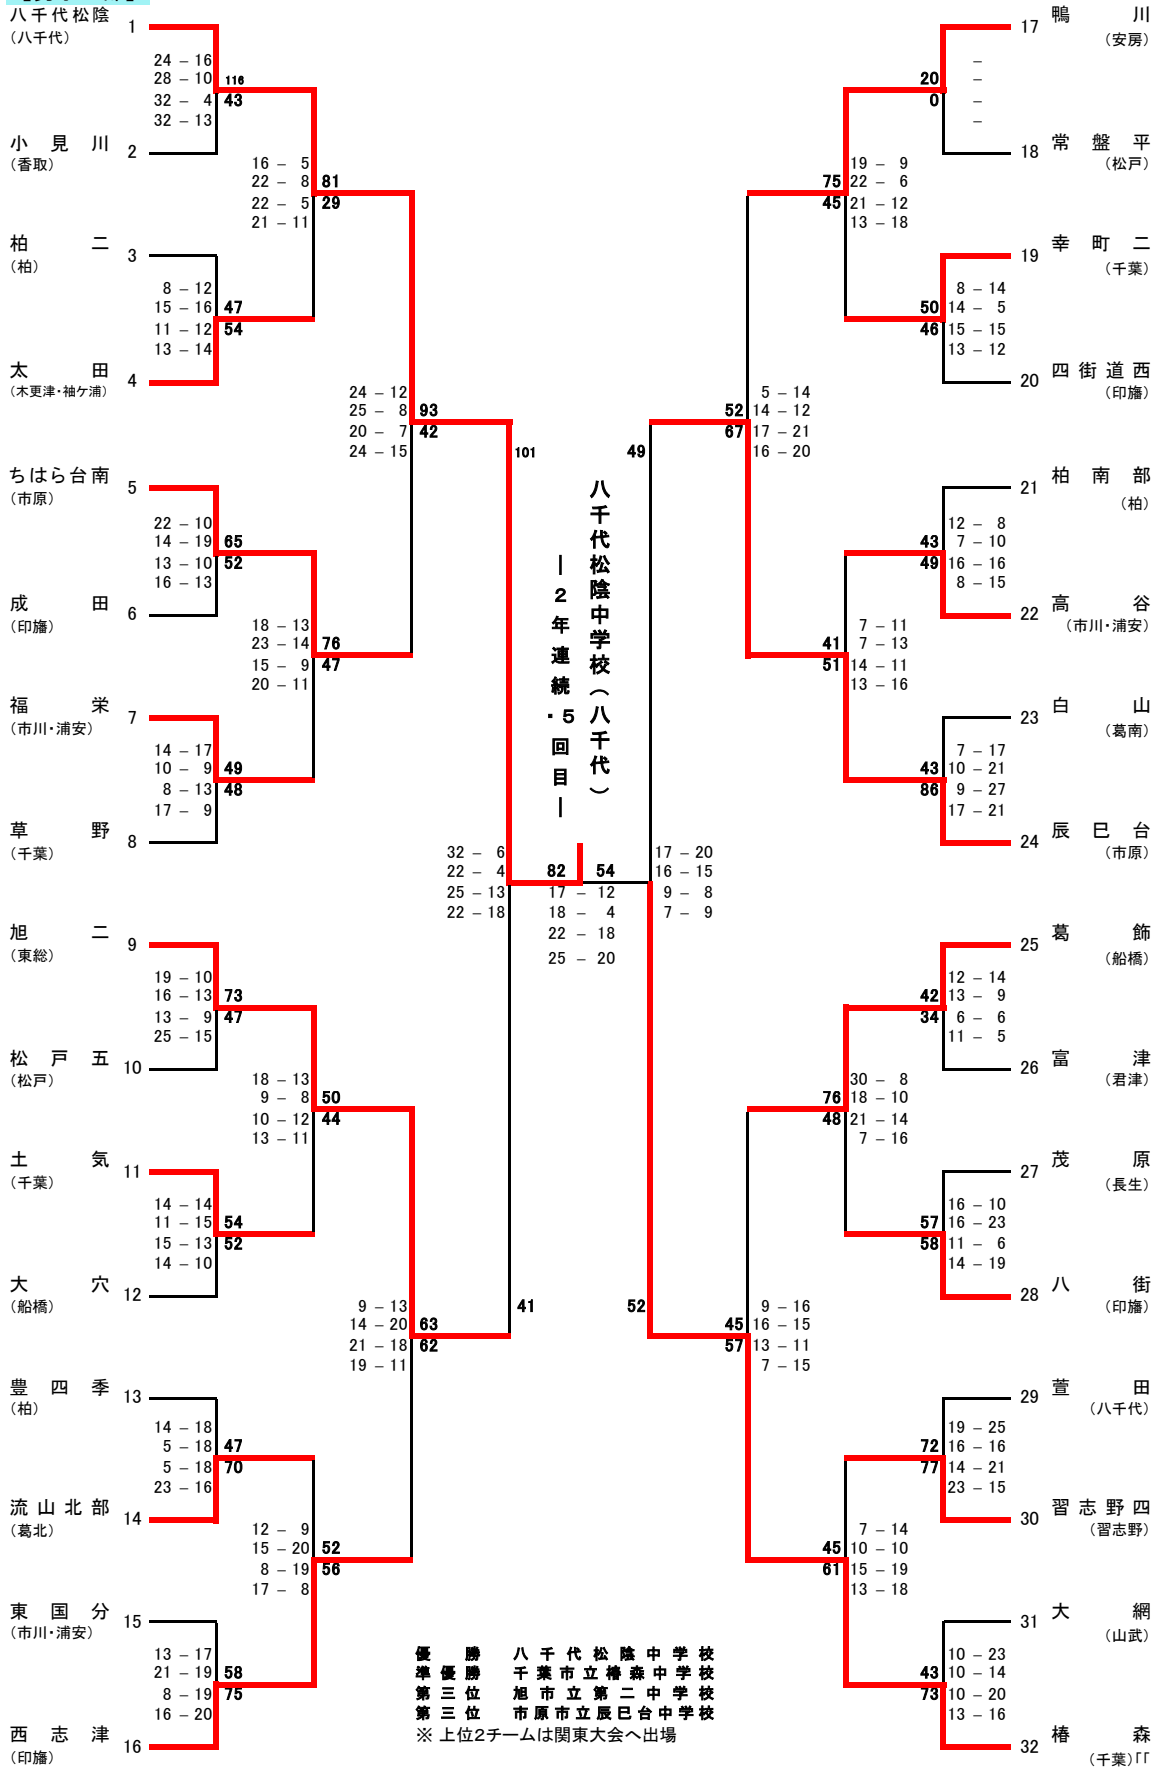 八千代松陰 1
(八千代)
24 － 16
28 － 10 116
32 － 4 43
32 － 13
小見川 2
(香取)
16 － 5
22 － 8 81
22 － 5 29
21 － 11
柏二 3
(柏)
8 － 12
15 － 16 47
11 － 12 54
13 － 14
太田 4
(木更津・袖ケ浦)
24 － 12
25 － 8 93
20 － 7 42
24 － 15
101
ちはら台南 5
(市原)
22 － 10
14 － 19 65
13 － 10 52
16 － 13
成田 6
(印旛)
18 － 13
23 － 14 76
15 － 9 47
20 － 11
福栄 7
(市川・浦安)
14 － 17
10 － 9 49
8 － 13 48
17 － 9
草野 8
(千葉)
32 － 6
22 － 4
25 － 13
22 － 18
旭二 9
(東総)
19 － 10
16 － 13 73
13 － 9 47
25 － 15
松戸五 10
(松戸)
18 － 13
9 － 8 50
10 － 12 44
13 － 11
土気 11
(千葉)
14 － 14
11 － 15 54
15 － 13 52
14 － 10
大穴 12
(船橋)
9 － 13
14 － 20 63
21 － 18 62
19 － 11
41
豊四季 13
(柏)
14 － 18
5 － 18 47
5 － 18 70
23 － 16
流山北部 14
(葛北)
12 － 9
15 － 20 52
8 － 19 56
17 － 8
東国分 15
(市川・浦安)
13 － 17
21 － 19 58
8 － 19 75
16 － 20
西志津 16
(印旛)
八千代松陰中学校(八千代)
―2年連続・5回目―
82 54
17 － 12
18 － 4
22 － 18
25 － 20
17 鴨川
(安房)
－
20 －
0 －
－
18 常盤平
(松戸)
19 － 9
75 22 － 6
45 21 － 12
13 － 18
19 幸町二
(千葉)
8 － 14
50 14 － 5
46 15 － 15
13 － 12
20 四街道西
(印旛)
5 － 14
52 14 － 12
67 17 － 21
16 － 20
49
21 柏南部
(柏)
12 － 8
43 7 － 10
49 16 － 16
8 － 15
22 高谷
(市川・浦安)
7 － 11
41 7 － 13
51 14 － 11
13 － 16
23 白山
(葛南)
7 － 17
43 10 － 21
86 9 － 27
17 － 21
24 辰巳台
(市原)
17 － 20
16 － 15
9 － 8
7 － 9
25 葛飾
(船橋)
12 － 14
42 13 － 9
34 6 － 6
11 － 5
26 富津
(君津)
30 － 8
76 18 － 10
48 21 － 14
7 － 16
27 茂原
(長生)
16 － 10
57 16 － 23
58 11 － 6
14 － 19
28 八街
(印旛)
52
9 － 16
45 16 － 15
57 13 － 11
7 － 15
29 萱田
(八千代)
19 － 25
72 16 － 16
77 14 － 21
23 － 15
30 習志野四
(習志野)
7 － 14
45 10 － 10
61 15 － 19
13 － 18
31 大網
(山武)
10 － 23
43 10 － 14
73 10 － 20
13 － 16
32 椿森
(千葉)｢｢
優勝 八千代松陰中学校
準優勝 千葉市立椿森中学校
第三位 旭市立第二中学校
第三位 市原市立辰巳台中学校
※ 上位2チームは関東大会へ出場